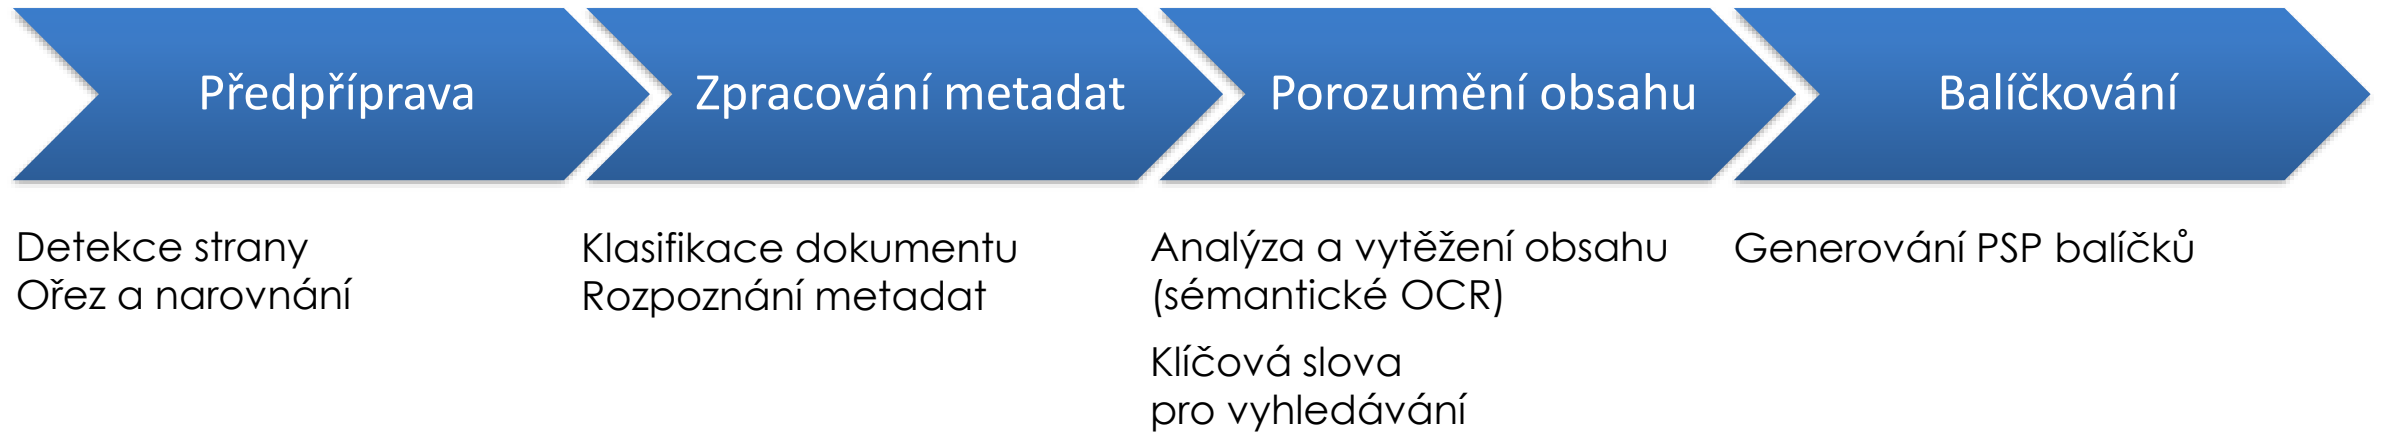 Předpříprava
Zpracování metadat
Porozumění obsahu
Balíčkování
Detekce strany
Ořez a narovnání
Klasifikace dokumentu
Rozpoznání metadat
Analýza a vytěžení obsahu
(sémantické OCR)
Klíčová slova
pro vyhledávání
Generování PSP balíčků